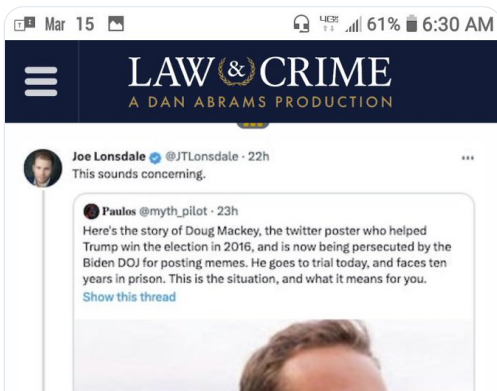 Mar 15 4G 61% 6:30 AM
LAW & CRIME
A DAN ABRAMS PRODUCTION
Joe Lonsdale @JTLonsdale · 22h
This sounds concerning.
Paulos @myth_pilot · 23h
Here's the story of Doug Mackey, the twitter poster who helped
Trump win the election in 2016, and is now being persecuted by the
Biden DOJ for posting memes. He goes to trial today, and faces ten
years in prison. This is the situation, and what it means for you.
Show this thread